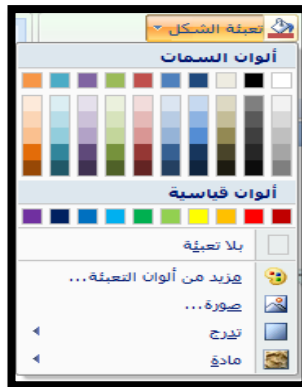 تعبئة الشكل
ألوان السمات
ألوان قياسية
بلا تعبئة
مزيد من ألوان التعبئة...
صورة...
تدرج
مادة